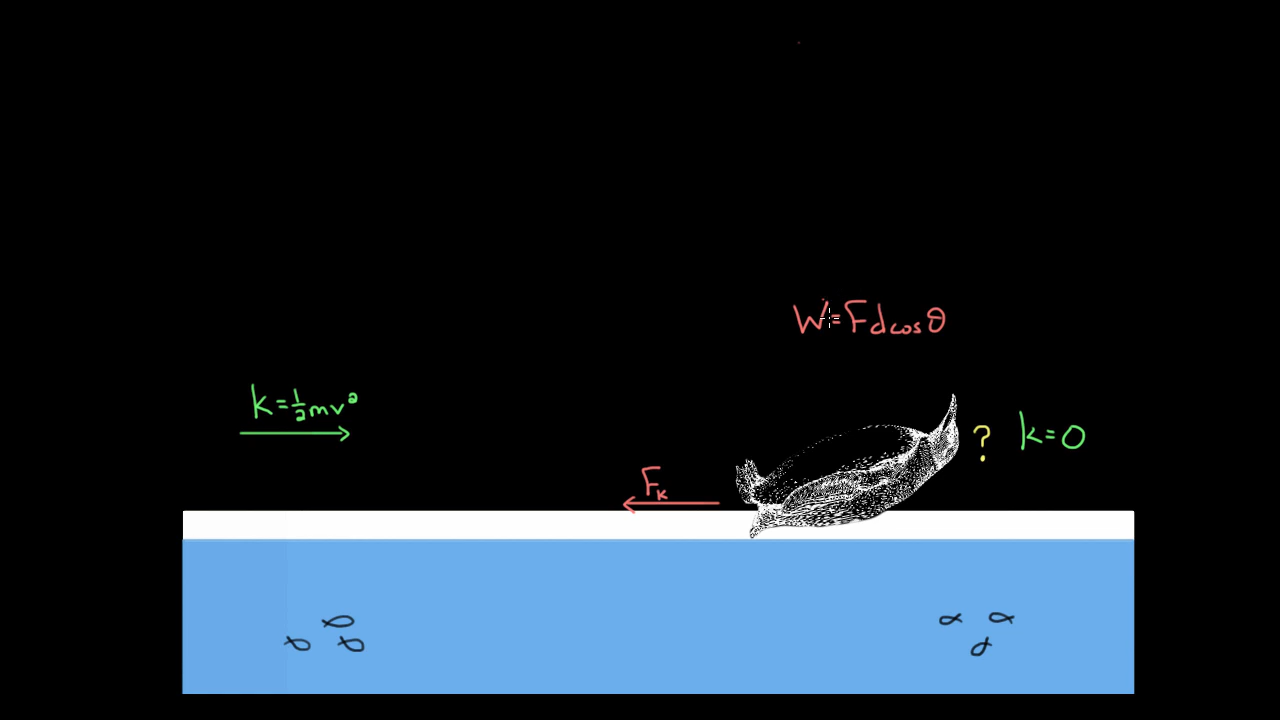 W=Fdcosθ
k=½mv²
? k=0
Fₖ